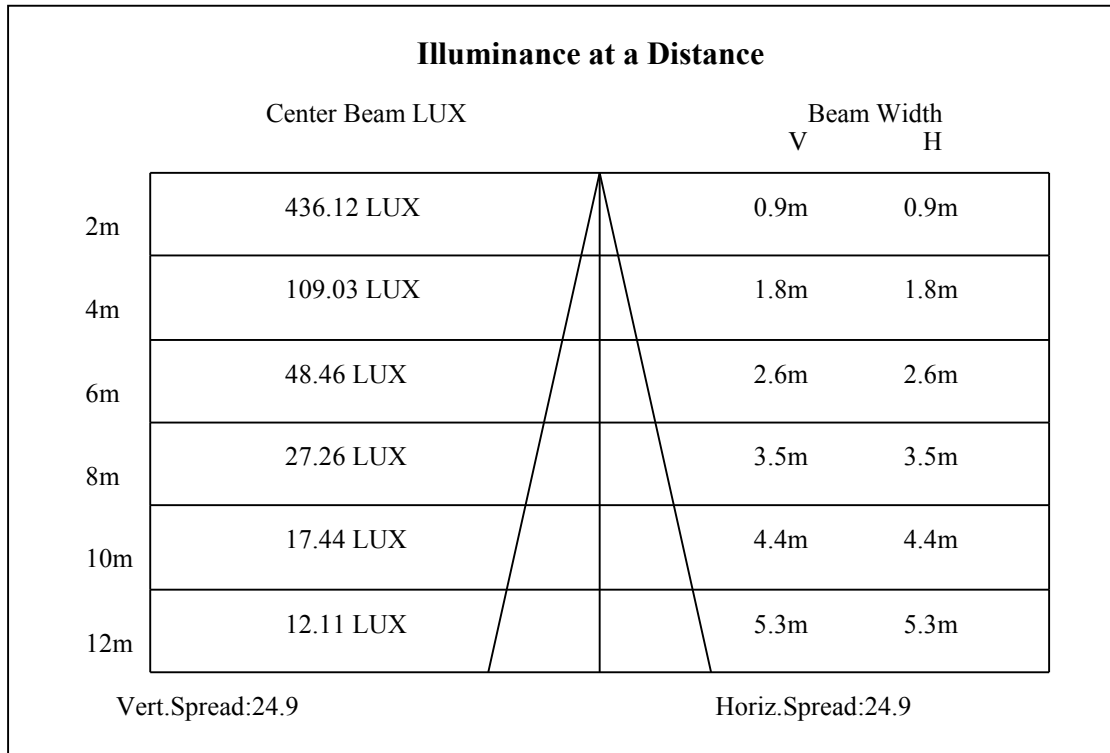 Illuminance at a Distance
Center Beam LUX Beam Width
V H
2m 436.12 LUX 0.9m 0.9m
4m 109.03 LUX 1.8m 1.8m
6m 48.46 LUX 2.6m 2.6m
8m 27.26 LUX 3.5m 3.5m
10m 17.44 LUX 4.4m 4.4m
12m 12.11 LUX 5.3m 5.3m
Vert.Spread:24.9 Horiz.Spread:24.9